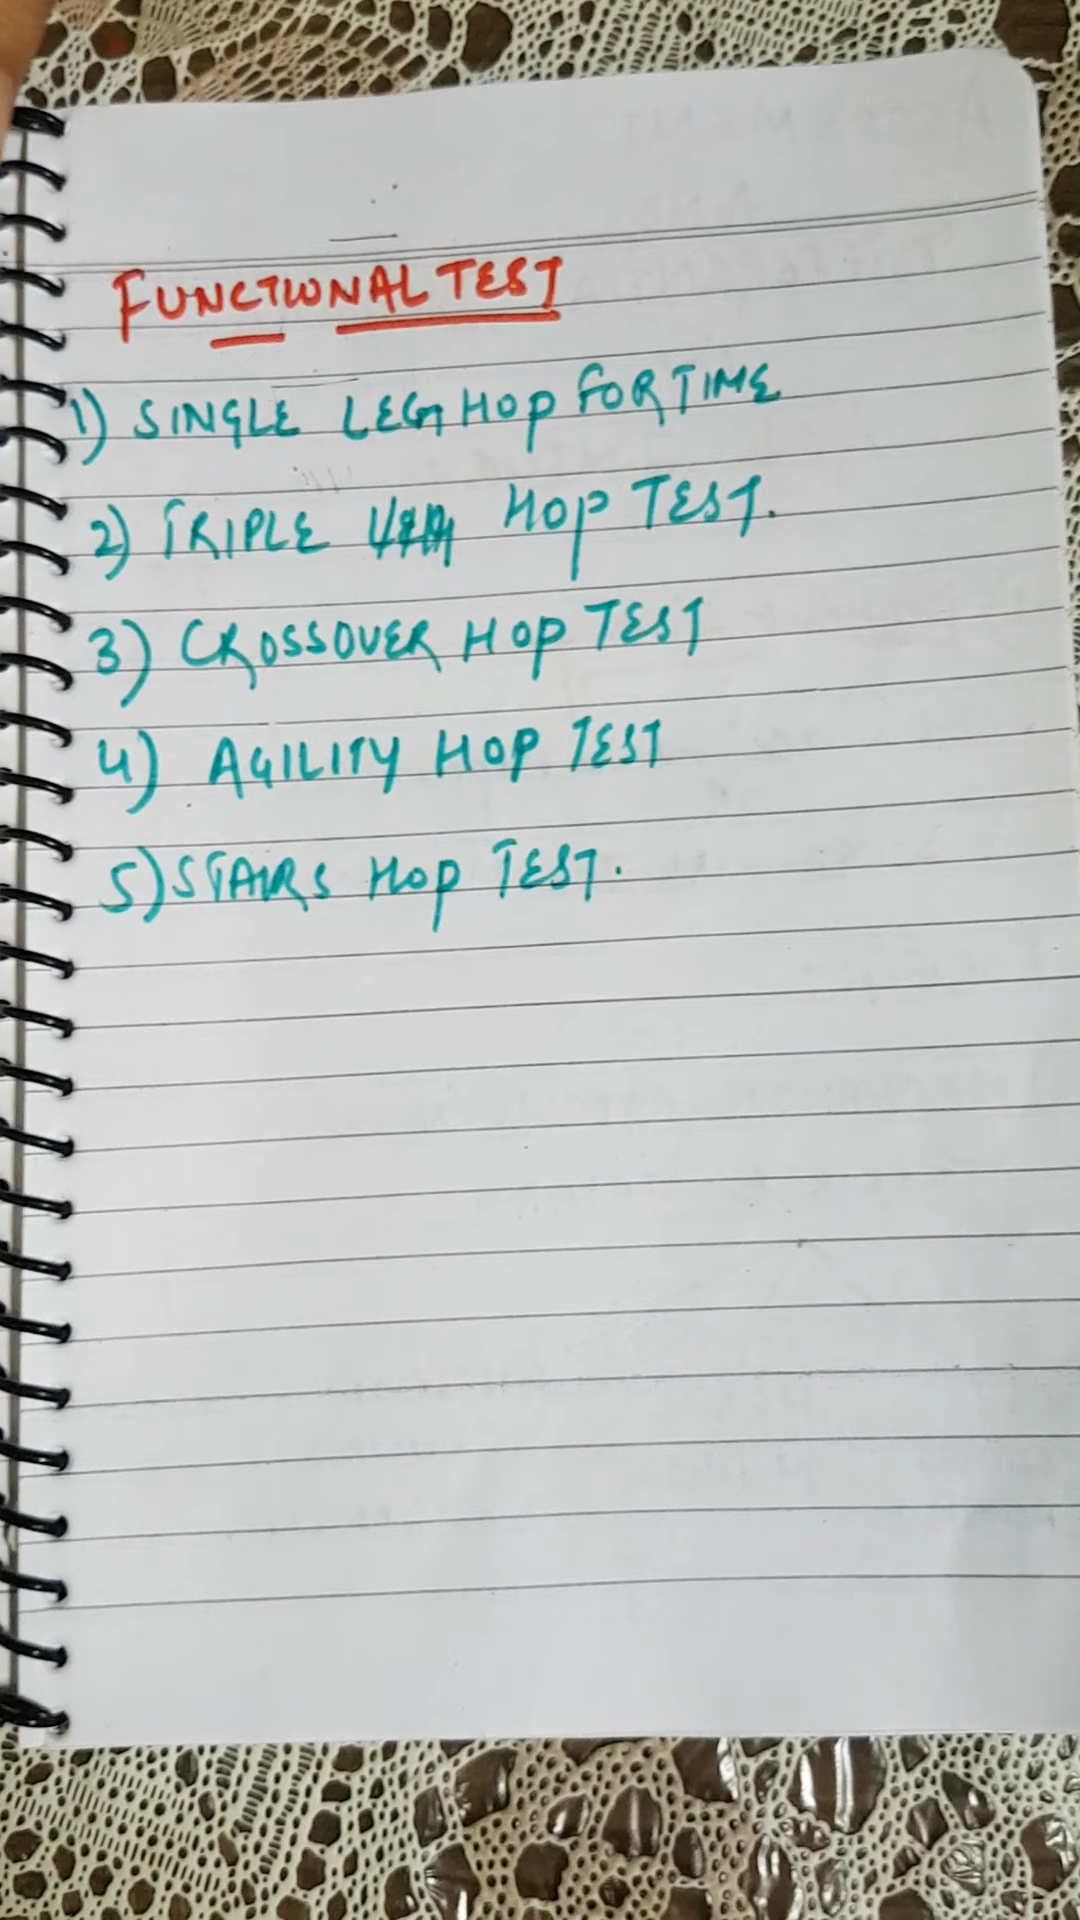 FUNCTIONAL TEST
1) SINGLE LEG HOP FOR TIME
2) TRIPLE HOP TEST.
3) CROSSOVER HOP TEST
4) AGILITY HOP TEST
5) STAIRS HOP TEST.